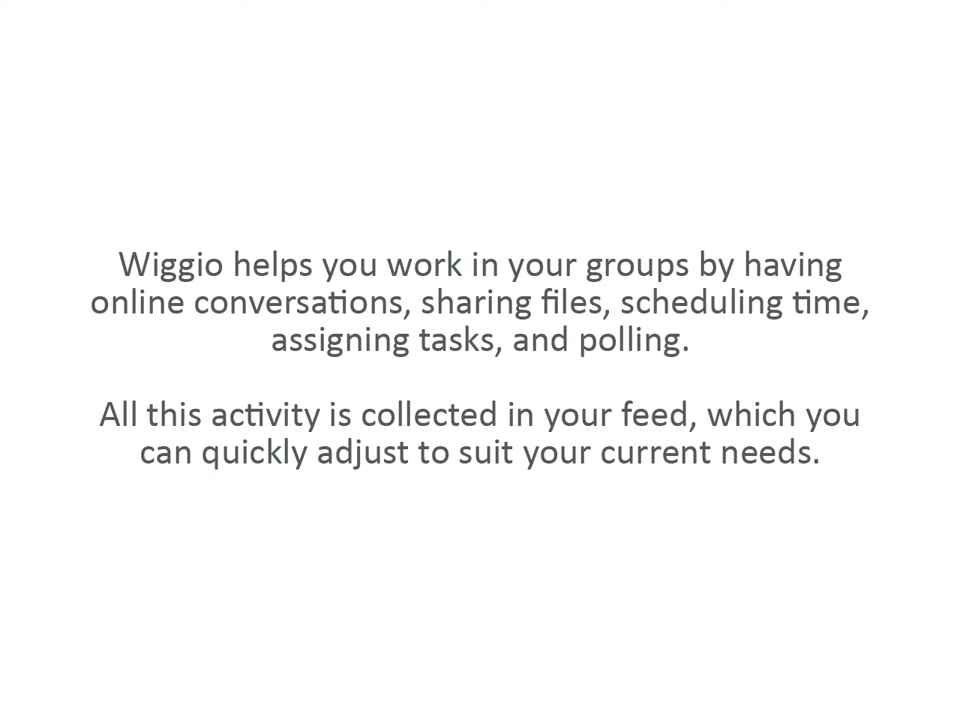 Wiggio helps you work in your groups by having
online conversations, sharing files, scheduling time,
assigning tasks, and polling.
All this activity is collected in your feed, which you
can quickly adjust to suit your current needs.